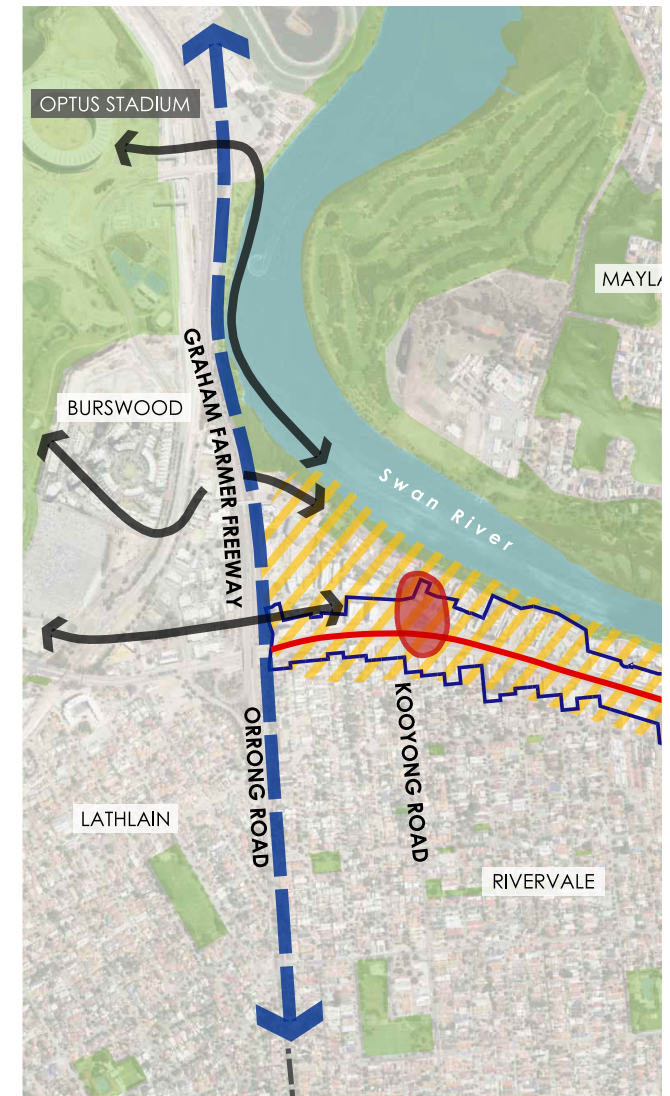 OPTUS STADIUM
MAYLA
GRAHAM FARMER FREEWAY
BURSWOOD
Swan River
KOOYONG ROAD
ORRONG ROAD
LATHLAIN
RIVERVALE